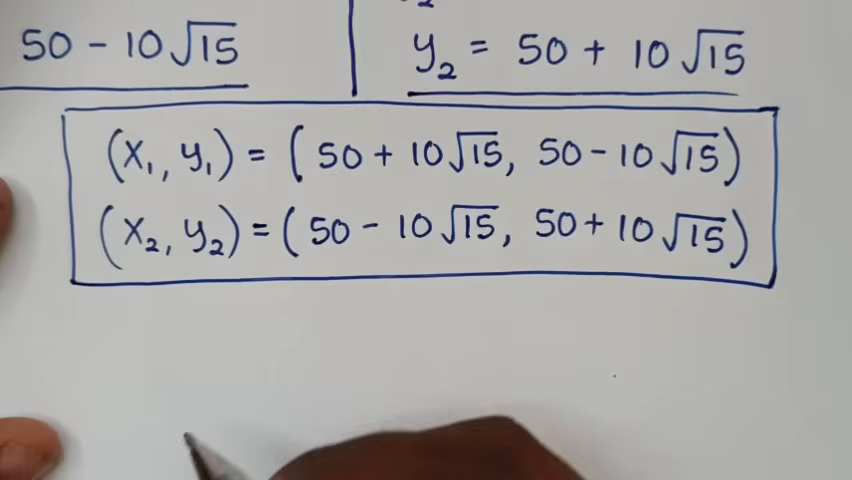 50 - 10√15
y₂ = 50 + 10√15
(x₁, y₁) = (50 + 10√15, 50 - 10√15)
(x₂, y₂) = (50 - 10√15, 50 + 10√15)